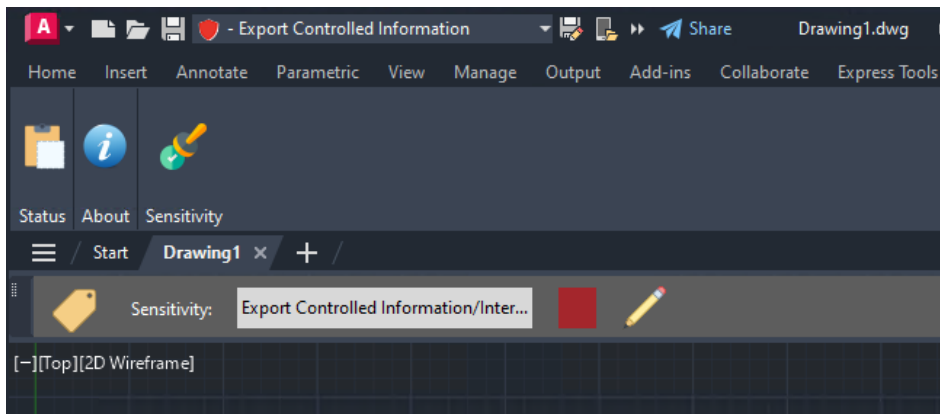 A - Export Controlled Information Share Drawing1.dwg
Home Insert Annotate Parametric View Manage Output Add-ins Collaborate Express Tools
Status About Sensitivity
Start Drawing1
Sensitivity: Export Controlled Information/Inter...
[−][Top][2D Wireframe]